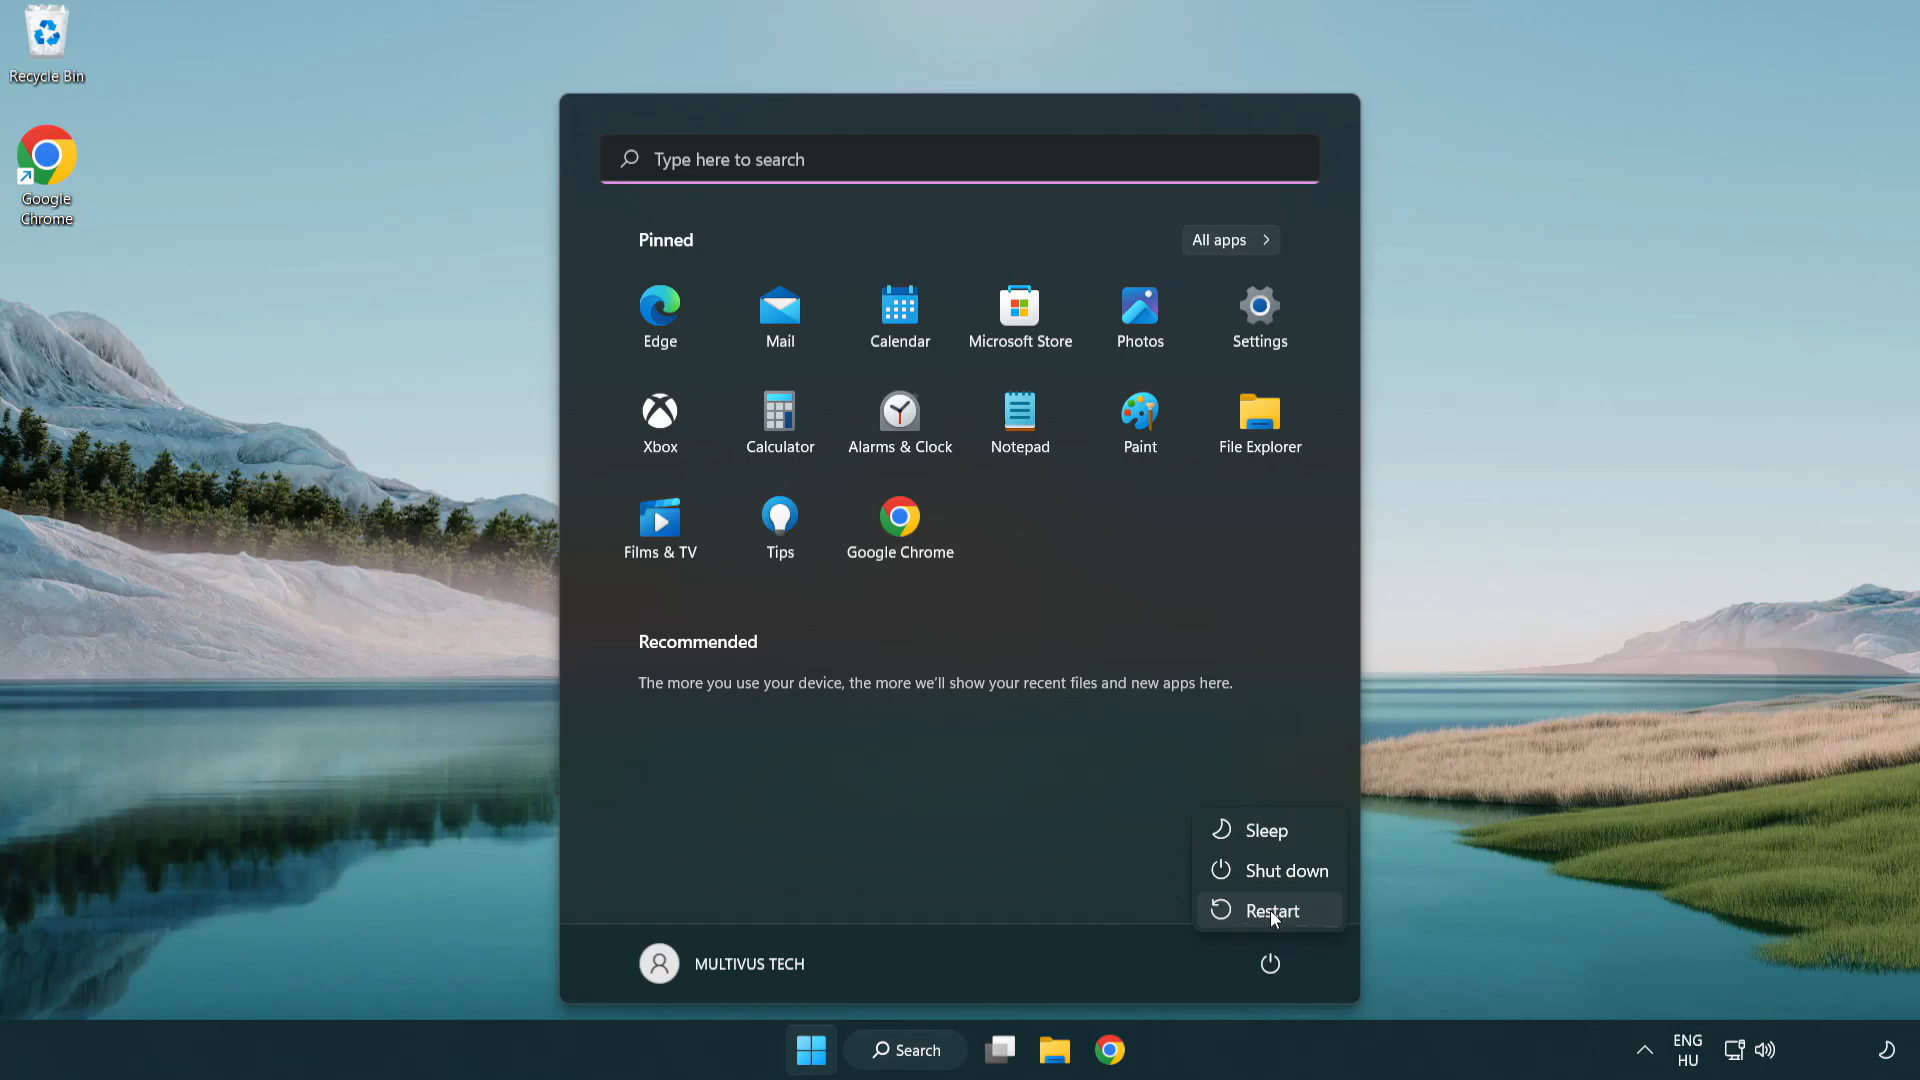 Recycle Bin
Google
Chrome
Type here to search
Pinned
All apps
Edge
Mail
Calendar
Microsoft Store
Photos
Settings
Xbox
Calculator
Alarms & Clock
Notepad
Paint
File Explorer
Films & TV
Tips
Google Chrome
Recommended
The more you use your device, the more we'll show your recent files and new apps here.
Sleep
Shut down
Restart
MULTIVUS TECH
Search
ENG
HU